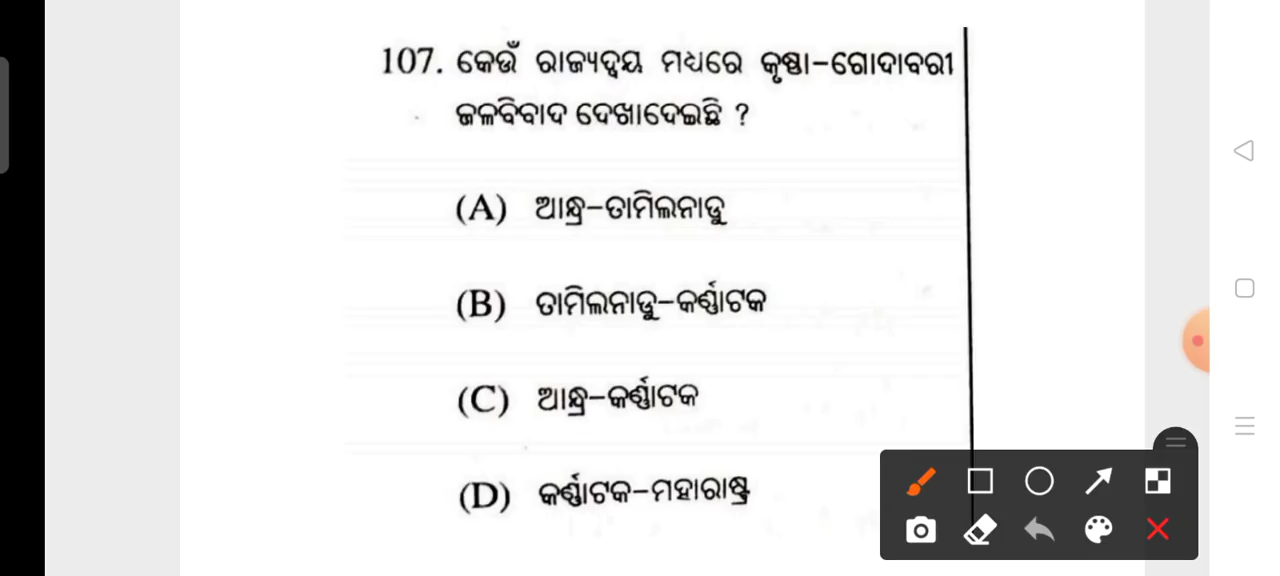 107. କେଉଁ ରାଜ୍ୟଦ୍ୱୟ ମଧ୍ୟରେ କୃଷ୍ଣା-ଗୋଦାବରୀ
ଜଳବିବାଦ ଦେଖାଦେଇଛି ?
(A) ଆନ୍ଧ୍ର-ତାମିଲନାଡୁ
(B) ତାମିଲନାଡୁ-କର୍ଣ୍ଣାଟକ
(C) ଆନ୍ଧ୍ର-କର୍ଣ୍ଣାଟକ
(D) କର୍ଣ୍ଣାଟକ-ମହାରାଷ୍ଟ୍ର